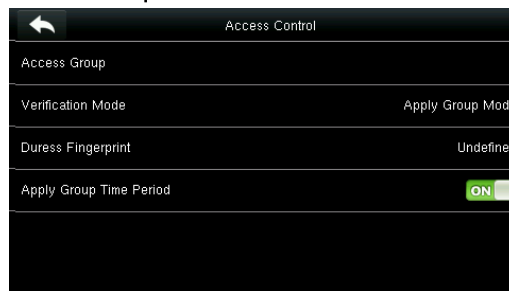 Access Control
Access Group
Verification Mode
Apply Group Mod
Duress Fingerprint
Undefine
Apply Group Time Period
ON